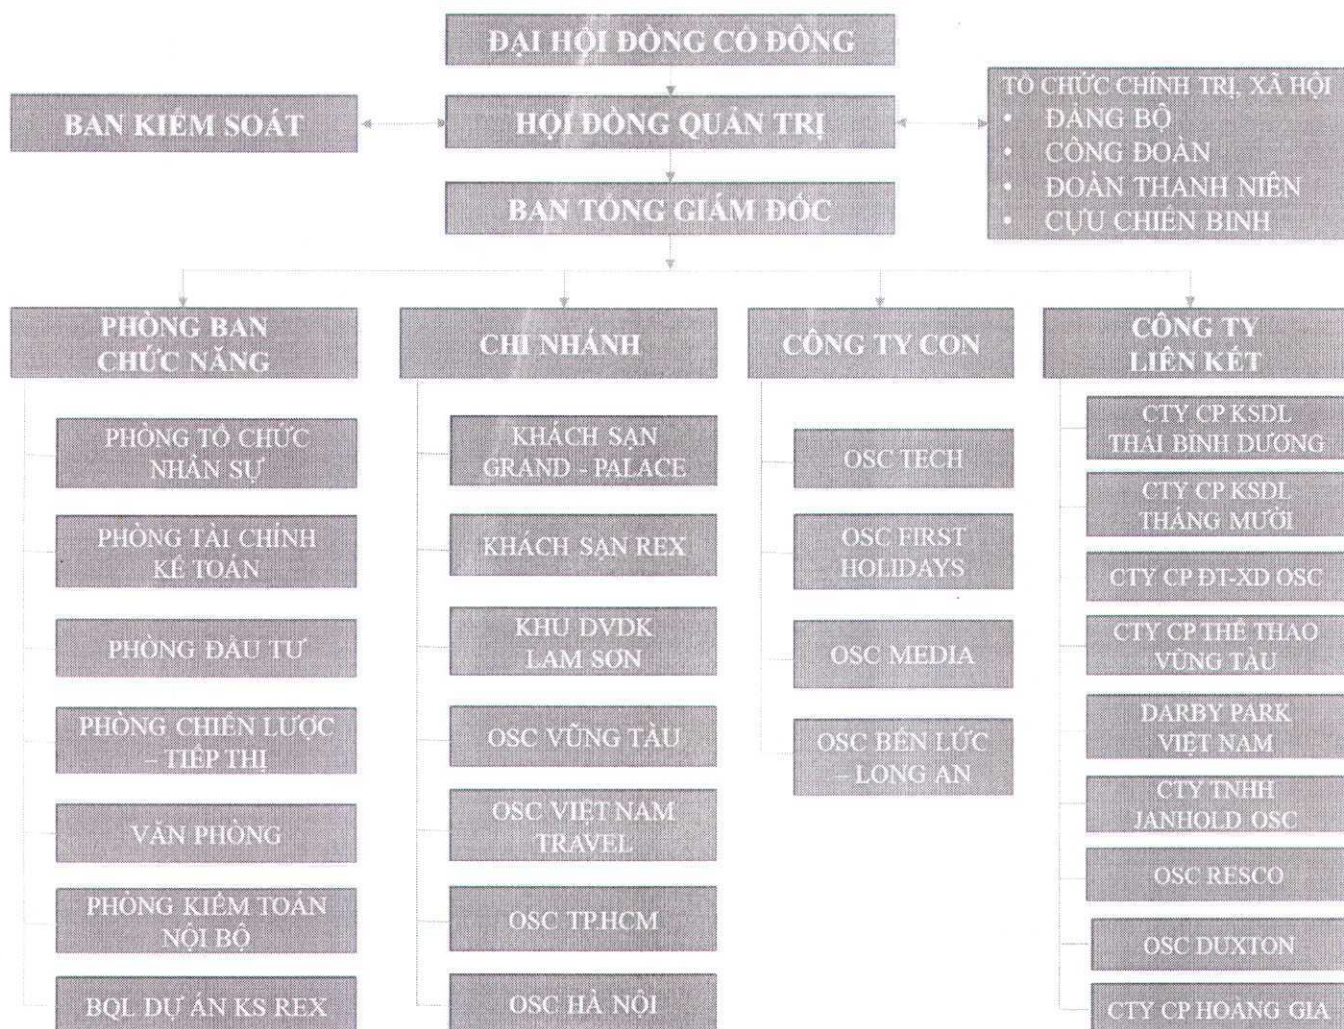 ĐẠI HỘI ĐỒNG CỔ ĐÔNG
BAN KIỂM SOÁT
HỘI ĐỒNG QUẢN TRỊ
TỔ CHỨC CHÍNH TRỊ, XÃ HỘI
• ĐẢNG BỘ
• CÔNG ĐOÀN
• ĐOÀN THANH NIÊN
• CỰU CHIẾN BINH
BAN TỔNG GIÁM ĐỐC
PHÒNG BAN
CHỨC NĂNG
PHÒNG TỔ CHỨC
NHÂN SỰ
PHÒNG TÀI CHÍNH
KẾ TOÁN
PHÒNG ĐẦU TƯ
PHÒNG CHIẾN LƯỢC
– TIẾP THỊ
VĂN PHÒNG
PHÒNG KIỂM TOÁN
NỘI BỘ
BQL DỰ ÁN KS REX
CHI NHÁNH
KHÁCH SẠN
GRAND - PALACE
KHÁCH SẠN REX
KHU DVDK
LAM SƠN
OSC VŨNG TÀU
OSC VIỆT NAM
TRAVEL
OSC TP.HCM
OSC HÀ NỘI
CÔNG TY CON
OSC TECH
OSC FIRST
HOLIDAYS
OSC MEDIA
OSC BẾN LỨC
– LONG AN
CÔNG TY
LIÊN KẾT
CTY CP KSDL
THÁI BÌNH DƯƠNG
CTY CP KSDL
THÁNG MƯỜI
CTY CP ĐT-XD OSC
CTY CP THỂ THAO
VŨNG TÀU
DARBY PARK
VIỆT NAM
CTY TNHH
JANHOLD OSC
OSC RESCO
OSC DUXTON
CTY CP HOÀNG GIA